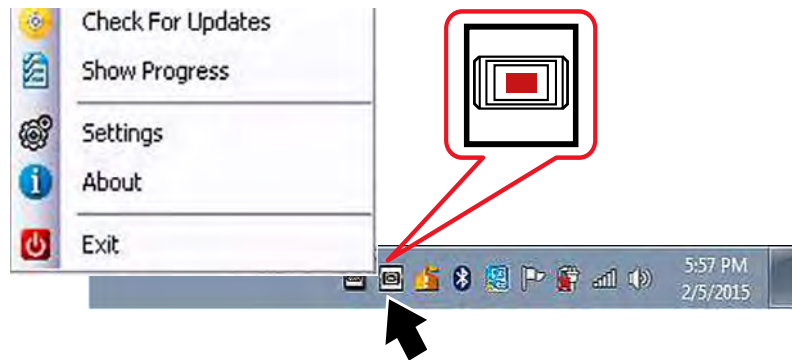 Check For Updates
Show Progress
Settings
About
Exit
5:57 PM
2/5/2015